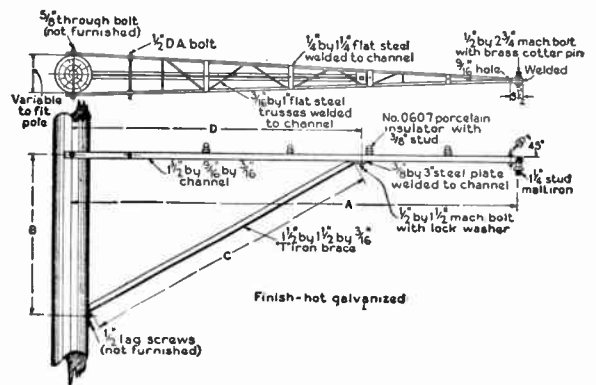 5/8" through bolt
(not furnished)
1/2" D.A. bolt
1/4 by 1 1/4" flat steel
welded to channel
1/2" by 2 3/4" mach bolt
with brass cotter pin
9/16" hole
Welded
Variable
to fit
pole
3/16" by 1" flat steel
trusses welded to channel
3"
D
No. 0607 porcelain
insulator with
3/8" stud
45°
1 1/2" by 9/16" by 3/16"
channel
3/8" by 3" steel plate
welded to channel
1 1/4" stud
mall iron
A
1/2" by 1 1/2" mach bolt
with lock washer
B
1 1/2" by 1 1/2" by 3/16"
"T" iron brace
C
Finish-hot galvanized
1/2" lag screws
(not furnished)